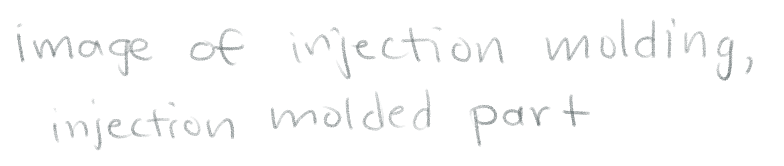 image of injection molding,
injection molded part